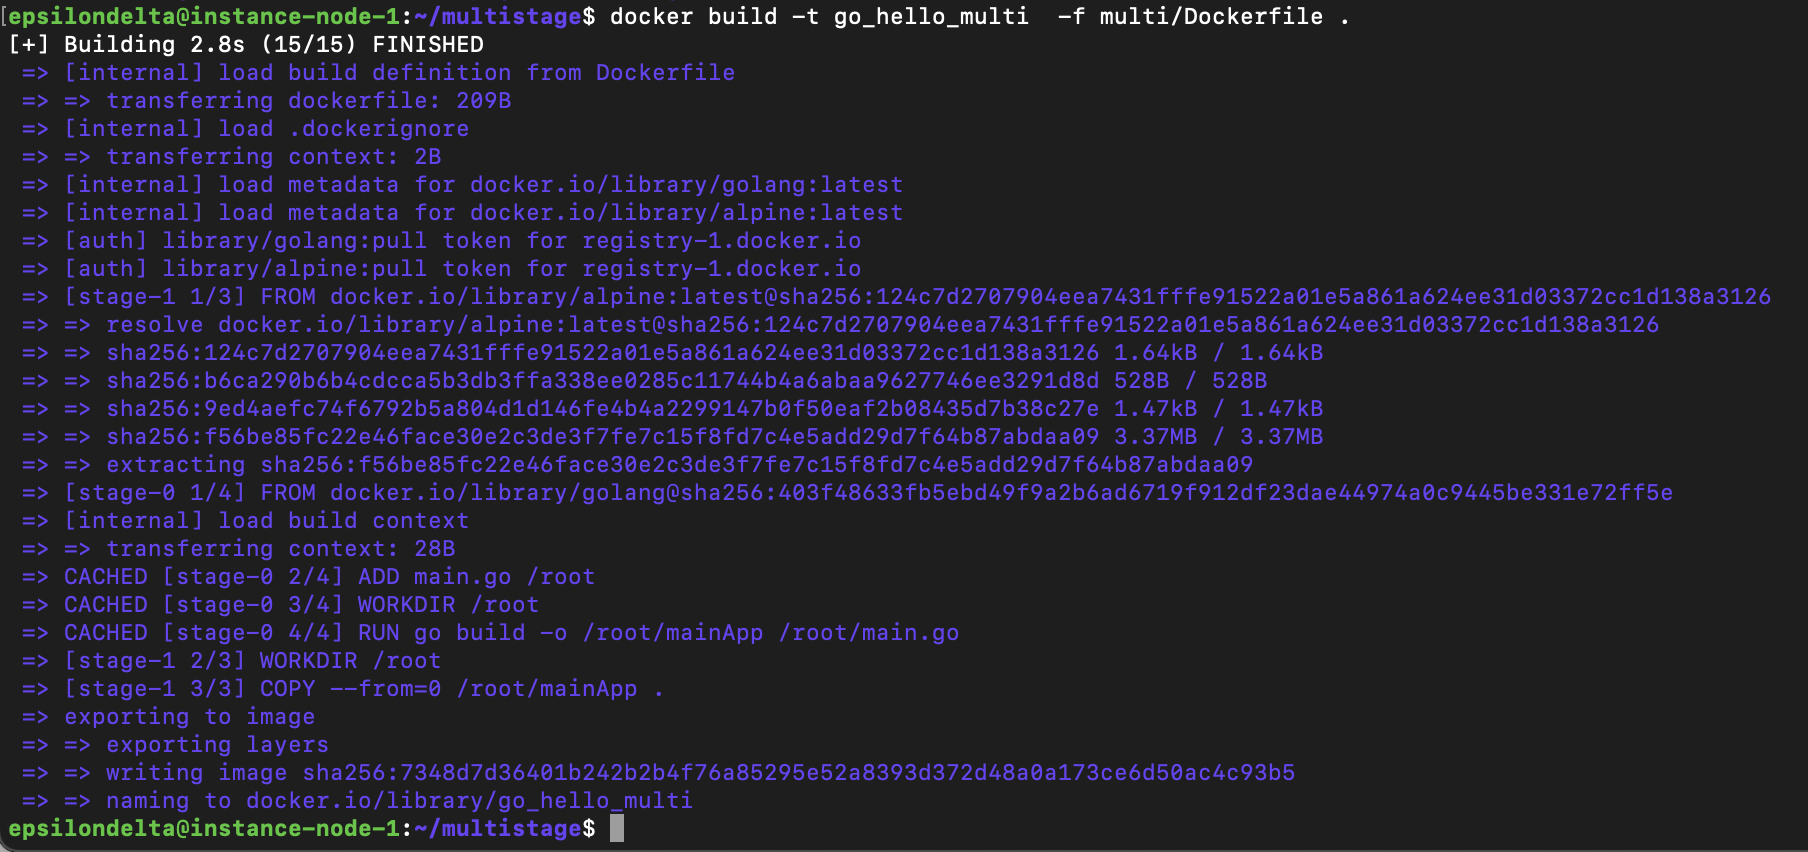 [epsilondelta@instance-node-1:~/multistage$ docker build -t go_hello_multi  -f multi/Dockerfile .
[+] Building 2.8s (15/15) FINISHED
 => [internal] load build definition from Dockerfile
 => => transferring dockerfile: 209B
 => [internal] load .dockerignore
 => => transferring context: 2B
 => [internal] load metadata for docker.io/library/golang:latest
 => [internal] load metadata for docker.io/library/alpine:latest
 => [auth] library/golang:pull token for registry-1.docker.io
 => [auth] library/alpine:pull token for registry-1.docker.io
 => [stage-1 1/3] FROM docker.io/library/alpine:latest@sha256:124c7d2707904eea7431fffe91522a01e5a861a624ee31d03372cc1d138a3126
 => => resolve docker.io/library/alpine:latest@sha256:124c7d2707904eea7431fffe91522a01e5a861a624ee31d03372cc1d138a3126
 => => sha256:124c7d2707904eea7431fffe91522a01e5a861a624ee31d03372cc1d138a3126 1.64kB / 1.64kB
 => => sha256:b6ca290b6b4cdcca5b3db3ffa338ee0285c11744b4a6abaa9627746ee3291d8d 528B / 528B
 => => sha256:9ed4aefc74f6792b5a804d1d146fe4b4a2299147b0f50eaf2b08435d7b38c27e 1.47kB / 1.47kB
 => => sha256:f56be85fc22e46face30e2c3de3f7fe7c15f8fd7c4e5add29d7f64b87abdaa09 3.37MB / 3.37MB
 => => extracting sha256:f56be85fc22e46face30e2c3de3f7fe7c15f8fd7c4e5add29d7f64b87abdaa09
 => [stage-0 1/4] FROM docker.io/library/golang@sha256:403f48633fb5ebd49f9a2b6ad6719f912df23dae44974a0c9445be331e72ff5e
 => [internal] load build context
 => => transferring context: 28B
 => CACHED [stage-0 2/4] ADD main.go /root
 => CACHED [stage-0 3/4] WORKDIR /root
 => CACHED [stage-0 4/4] RUN go build -o /root/mainApp /root/main.go
 => [stage-1 2/3] WORKDIR /root
 => [stage-1 3/3] COPY --from=0 /root/mainApp .
 => exporting to image
 => => exporting layers
 => => writing image sha256:7348d7d36401b242b2b4f76a85295e52a8393d372d48a0a173ce6d50ac4c93b5
 => => naming to docker.io/library/go_hello_multi
epsilondelta@instance-node-1:~/multistage$